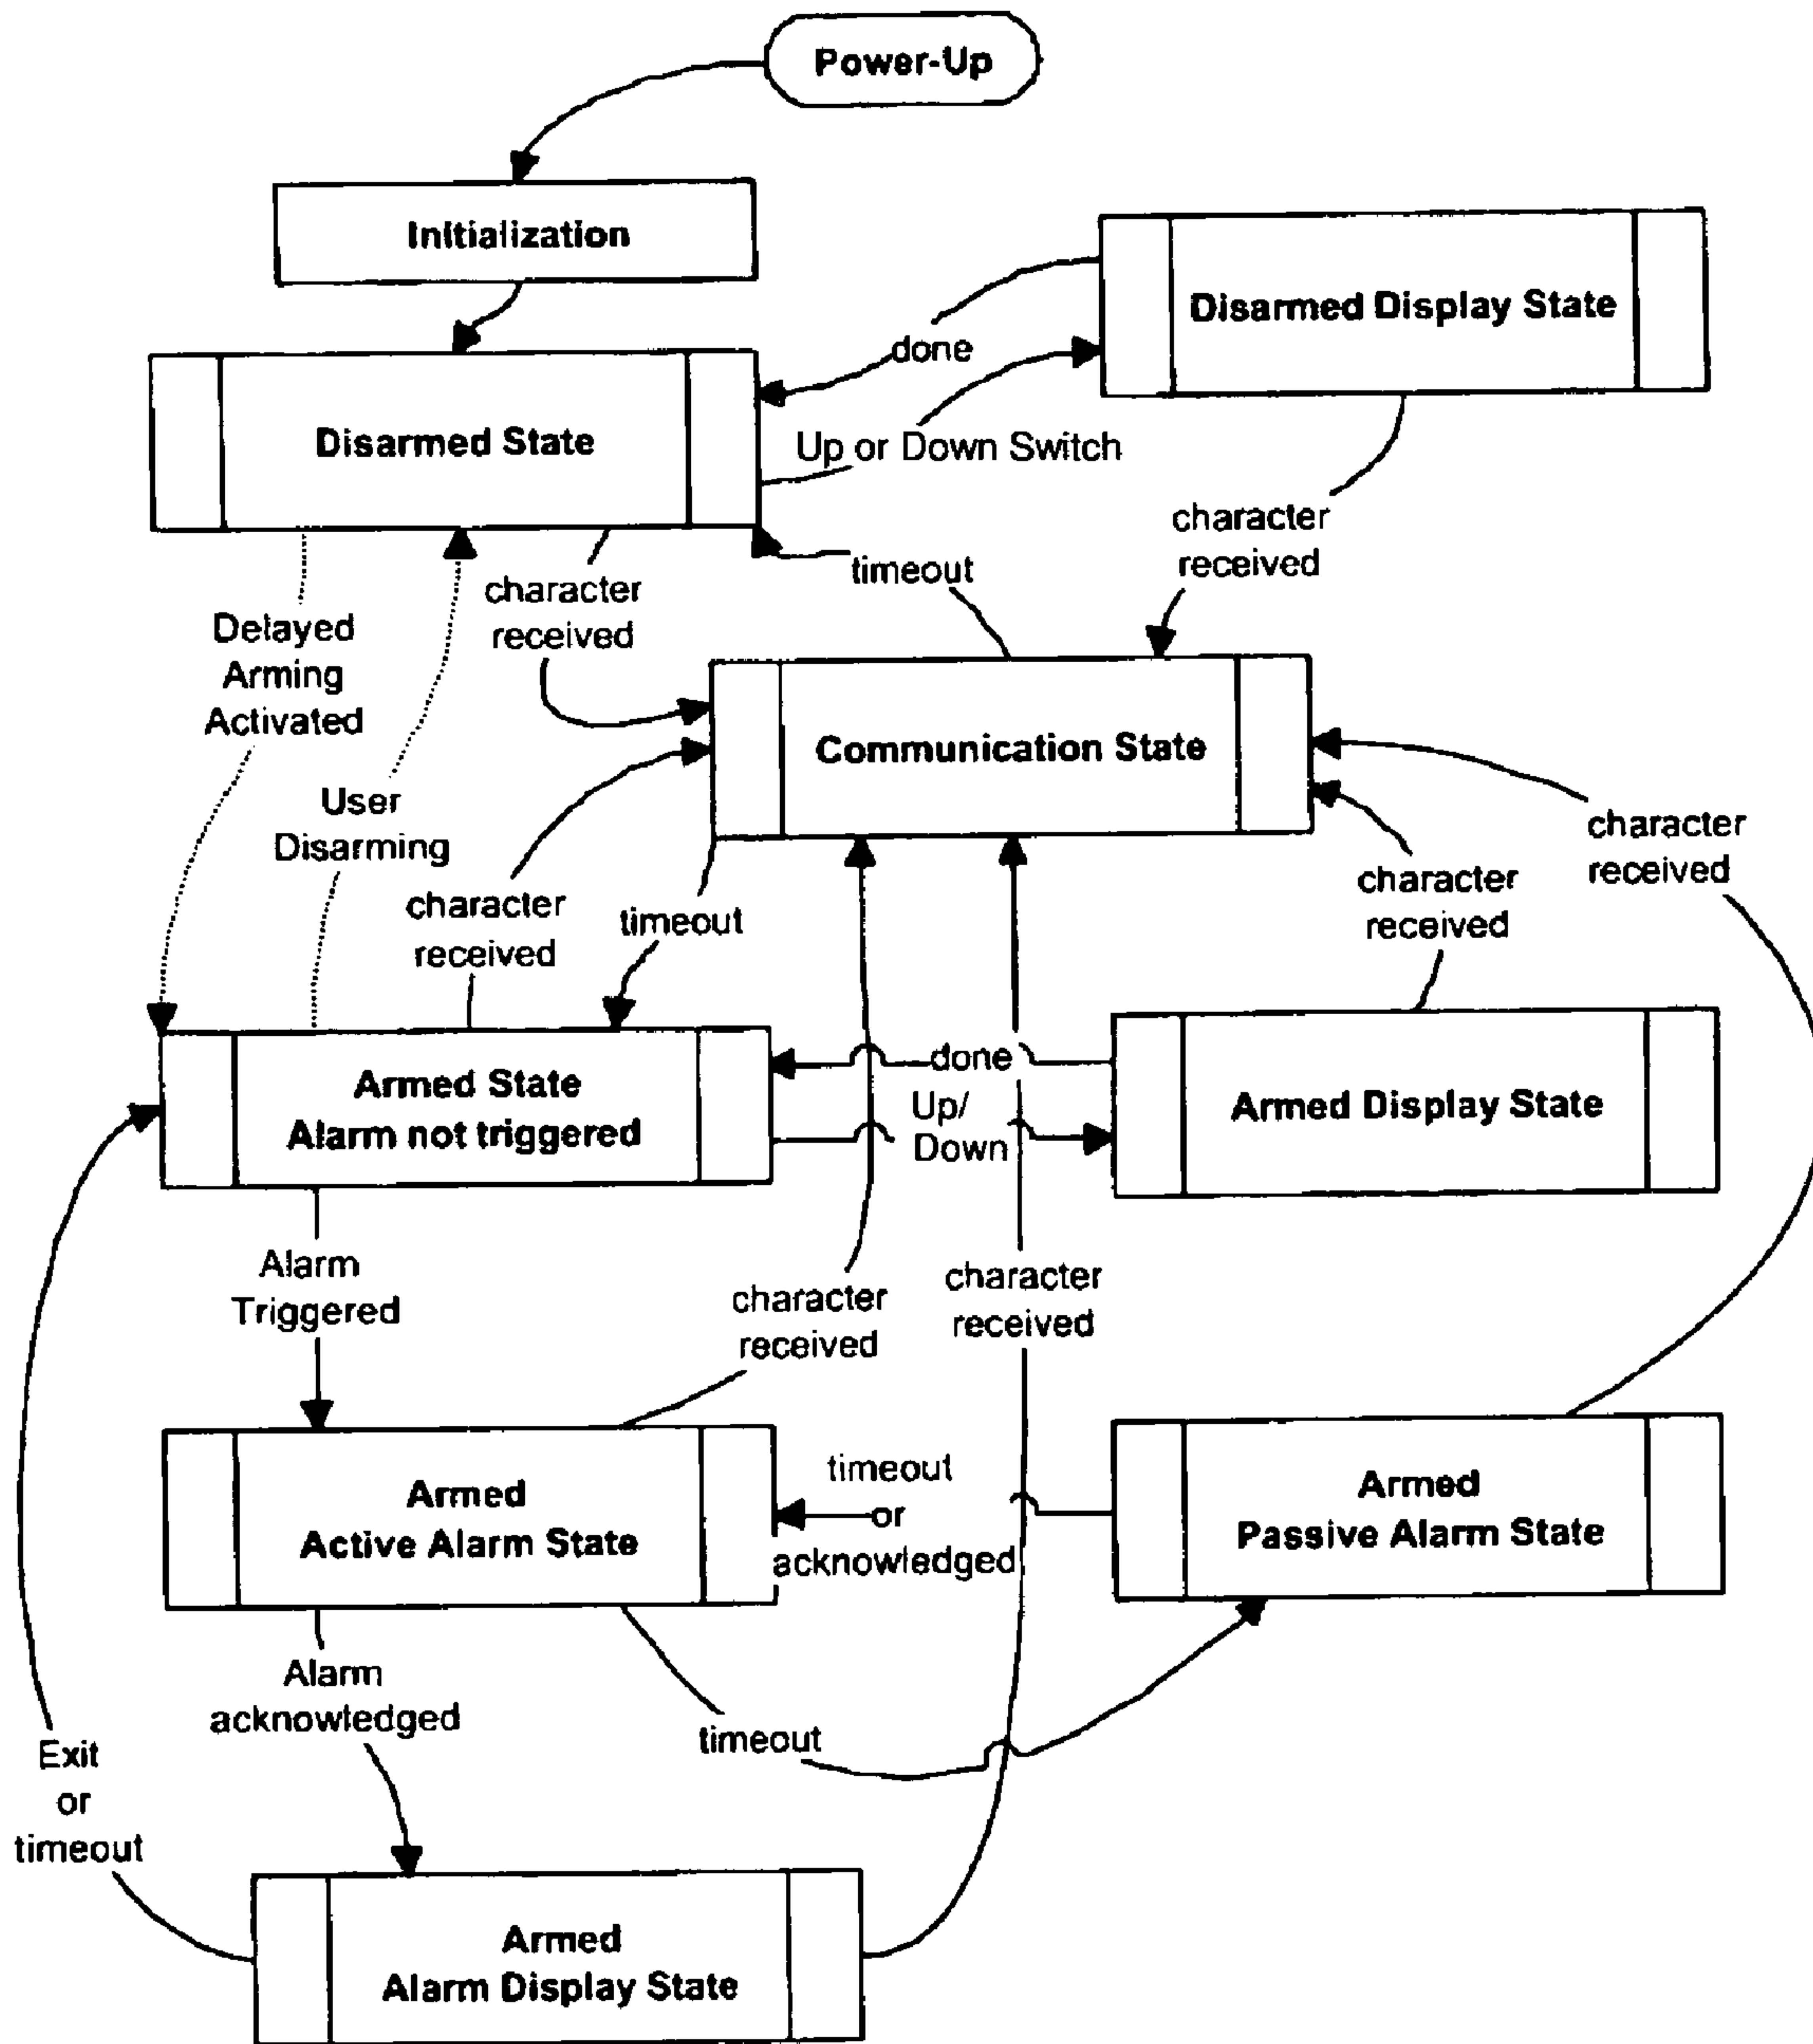 Power-Up
Initialization
Disarmed Display State
done
Disarmed State
Up or Down Switch
character
received
timeout
character
received
Delayed
Arming
Activated
Communication State
User
Disarming
character
received
timeout
character
received
character
received
Armed State
Alarm not triggered
done
Up/
Down
Armed Display State
Alarm
Triggered
character
received
character
received
Armed
Active Alarm State
timeout
or
acknowledged
Armed
Passive Alarm State
Alarm
acknowledged
timeout
Exit
or
timeout
Armed
Alarm Display State